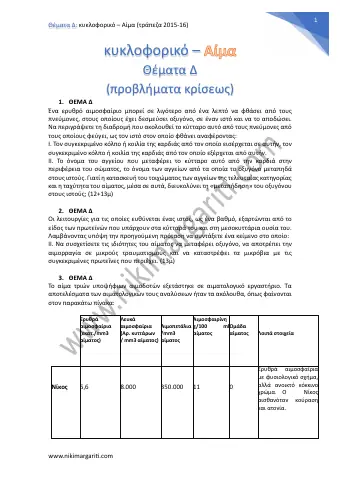 Θέματα Δ: κυκλοφορικό – Αίμα (τράπεζα 2015-16)
1
κυκλοφορικό – Αίμα
Θέματα Δ
(προβλήματα κρίσεως)
1. ΘΕΜΑ Δ
Ένα ερυθρό αιμοσφαίριο μπορεί σε λιγότερο από ένα λεπτό να φθάσει από τους
πνεύμονες, στους οποίους έχει δεσμεύσει οξυγόνο, σε έναν ιστό και να το αποδώσει.
Να περιγράψετε τη διαδρομή που ακολουθεί το κύτταρο αυτό από τους πνεύμονες από
τους οποίους φεύγει, ως τον ιστό στον οποίο φθάνει αναφέροντας:
Ι. Τον συγκεκριμένο κόλπο ή κοιλία της καρδιάς από τον οποίο εισέρχεται σε αυτήν, τον
συγκεκριμένο κόλπο ή κοιλία της καρδιάς από τον οποίο εξέρχεται από αυτήν.
ΙΙ. Το όνομα του αγγείου που μεταφέρει το κύτταρο αυτό από την καρδιά στην
περιφέρεια του σώματος, το όνομα των αγγείων από τα οποία το οξυγόνο μεταπηδά
στους ιστούς. Γιατί η κατασκευή του τοιχώματος των αγγείων της τελευταίας κατηγορίας
και η ταχύτητα του αίματος, μέσα σε αυτά, διευκολύνει τη «μεταπήδηση» του οξυγόνου
στους ιστούς; (12+13μ)
2. ΘΕΜΑ Δ
Οι λειτουργίες για τις οποίες ευθύνεται ένας ιστός, ως ένα βαθμό, εξαρτώνται από το
είδος των πρωτεϊνών που υπάρχουν στα κύτταρά του και στη μεσοκυττάρια ουσία του.
Λαμβάνοντας υπόψη την προηγούμενη πρόταση να συντάξετε ένα κείμενο στο οποίο:
ΙΙ. Να συσχετίσετε τις ιδιότητες του αίματος να μεταφέρει οξυγόνο, να αποτρέπει την
αιμορραγία σε μικρούς τραυματισμούς και να καταστρέφει τα μικρόβια με τις
συγκεκριμένες πρωτεΐνες που περιέχει. (13μ)
3. ΘΕΜΑ Δ
Το αίμα τριών υποψήφιων αιμοδοτών εξετάστηκε σε αιματολογικό εργαστήριο. Τα
αποτελέσματα των αιματολογικών τους αναλύσεων ήταν τα ακόλουθα, όπως φαίνονται
στον παρακάτω πίνακα:
Ερυθρά αιμοσφαίρια (εκατ./mm3 αίματος)
Λευκά αιμοσφαίρια (Αρ. κυττάρων / mm3 αίματος)
Αιμοπετάλια /mm3 αίματος)
Αιμοσφαιρίνη g/100 ml αίματος
Ομάδα αίματος
Λοιπά στοιχεία
Νίκος
5,6
8.000
350.000
11
0
Ερυθρά αιμοσφαίρια
με φυσιολογικό σχήμα,
αλλά ανοικτό κόκκινο
χρώμα. Ο Νίκος
αισθανόταν κούραση
και ατονία.
www.nikimargariti.com
www.nikimargariti.com